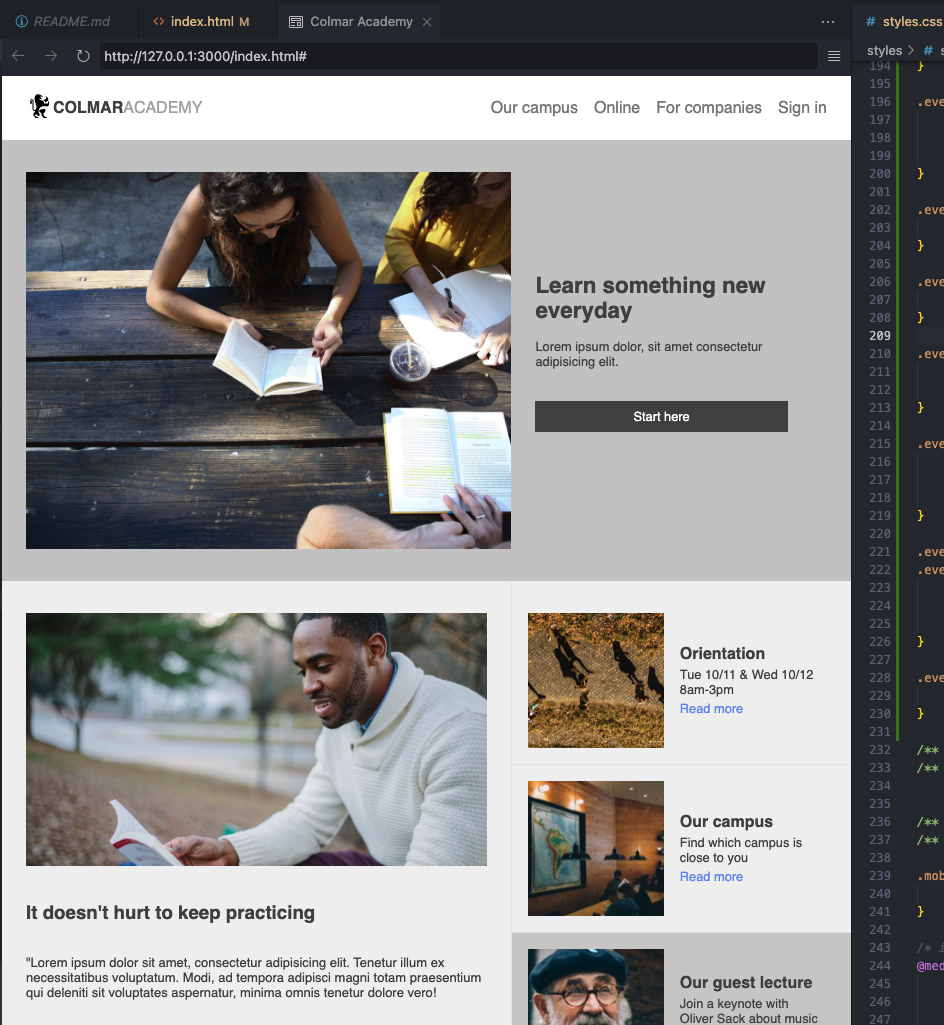 README.md
index.html M
Colmar Academy
styles.css
http://127.0.0.1:3000/index.html#
styles
COLMARACADEMY
Our campus
Online
For companies
Sign in
Learn something new
everyday
Lorem ipsum dolor, sit amet consectetur
adipisicing elit.
Start here
It doesn't hurt to keep practicing
"Lorem ipsum dolor sit amet, consectetur adipisicing elit. Tenetur illum ex
necessitatibus voluptatum. Modi, ad tempora adipisci magni totam praesentium
qui deleniti sit voluptates aspernatur, minima omnis tenetur dolore vero!
Orientation
Tue 10/11 & Wed 10/12
8am-3pm
Read more
Our campus
Find which campus is
close to you
Read more
Our guest lecture
Join a keynote with
Oliver Sack about music
# s
194 }
195
196 .eve
197
198
199
200 }
201
202 .eve
203
204 }
205
206 .eve
207
208 }
209
210 .eve
211
212
213 }
214
215 .eve
216
217
218
219 }
220
221 .eve
222 .eve
223
224
225
226 }
227
228 .eve
229
230 }
231
232 /**
233 /**
234
235
236 /**
237 /**
238
239 .mob
240
241 }
242
243 /* i
244 @med
245
246
247